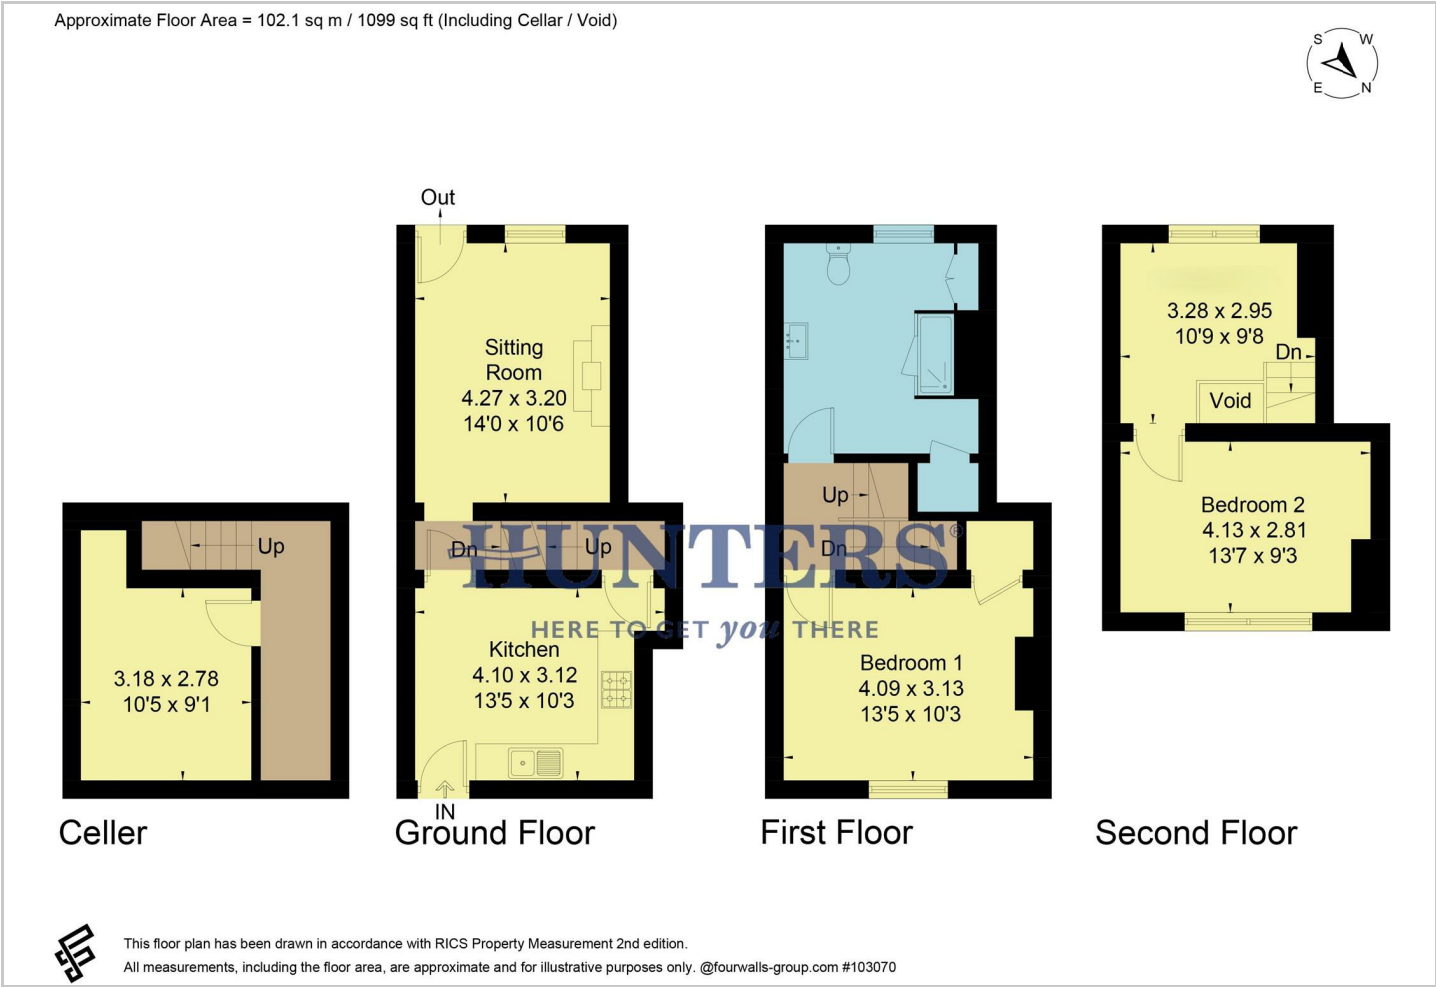 Approximate Floor Area = 102.1 sq m / 1099 sq ft (Including Cellar / Void)
S W
E N
Out
Sitting
Room
4.27 x 3.20
14'0 x 10'6
3.28 x 2.95
10'9 x 9'8
Dn
Void
Up
Bedroom 2
4.13 x 2.81
13'7 x 9'3
Up
Dn
Up
Dn
HUNTERS®
HERE TO GET you THERE
3.18 x 2.78
10'5 x 9'1
Kitchen
4.10 x 3.12
13'5 x 10'3
Bedroom 1
4.09 x 3.13
13'5 x 10'3
IN
Celler
Ground Floor
First Floor
Second Floor
This floor plan has been drawn in accordance with RICS Property Measurement 2nd edition.
All measurements, including the floor area, are approximate and for illustrative purposes only. @fourwalls-group.com #103070